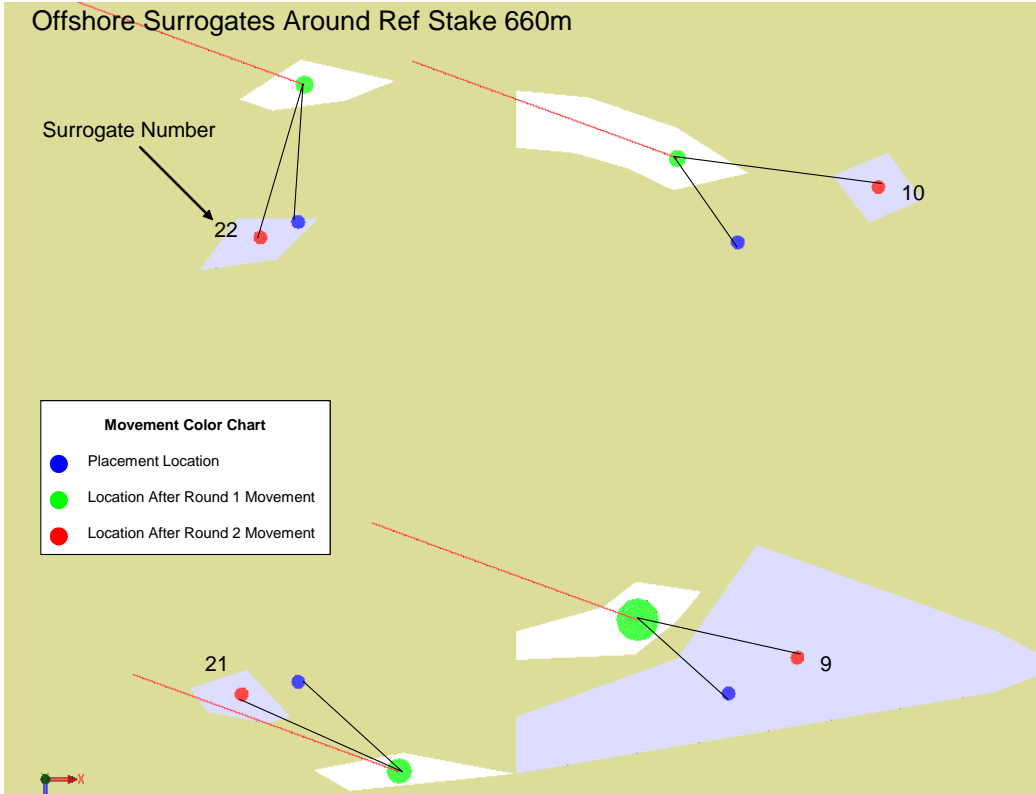 Offshore Surrogates Around Ref Stake 660m
Surrogate Number
22
10
Movement Color Chart
Placement Location
Location After Round 1 Movement
Location After Round 2 Movement
21
9
X